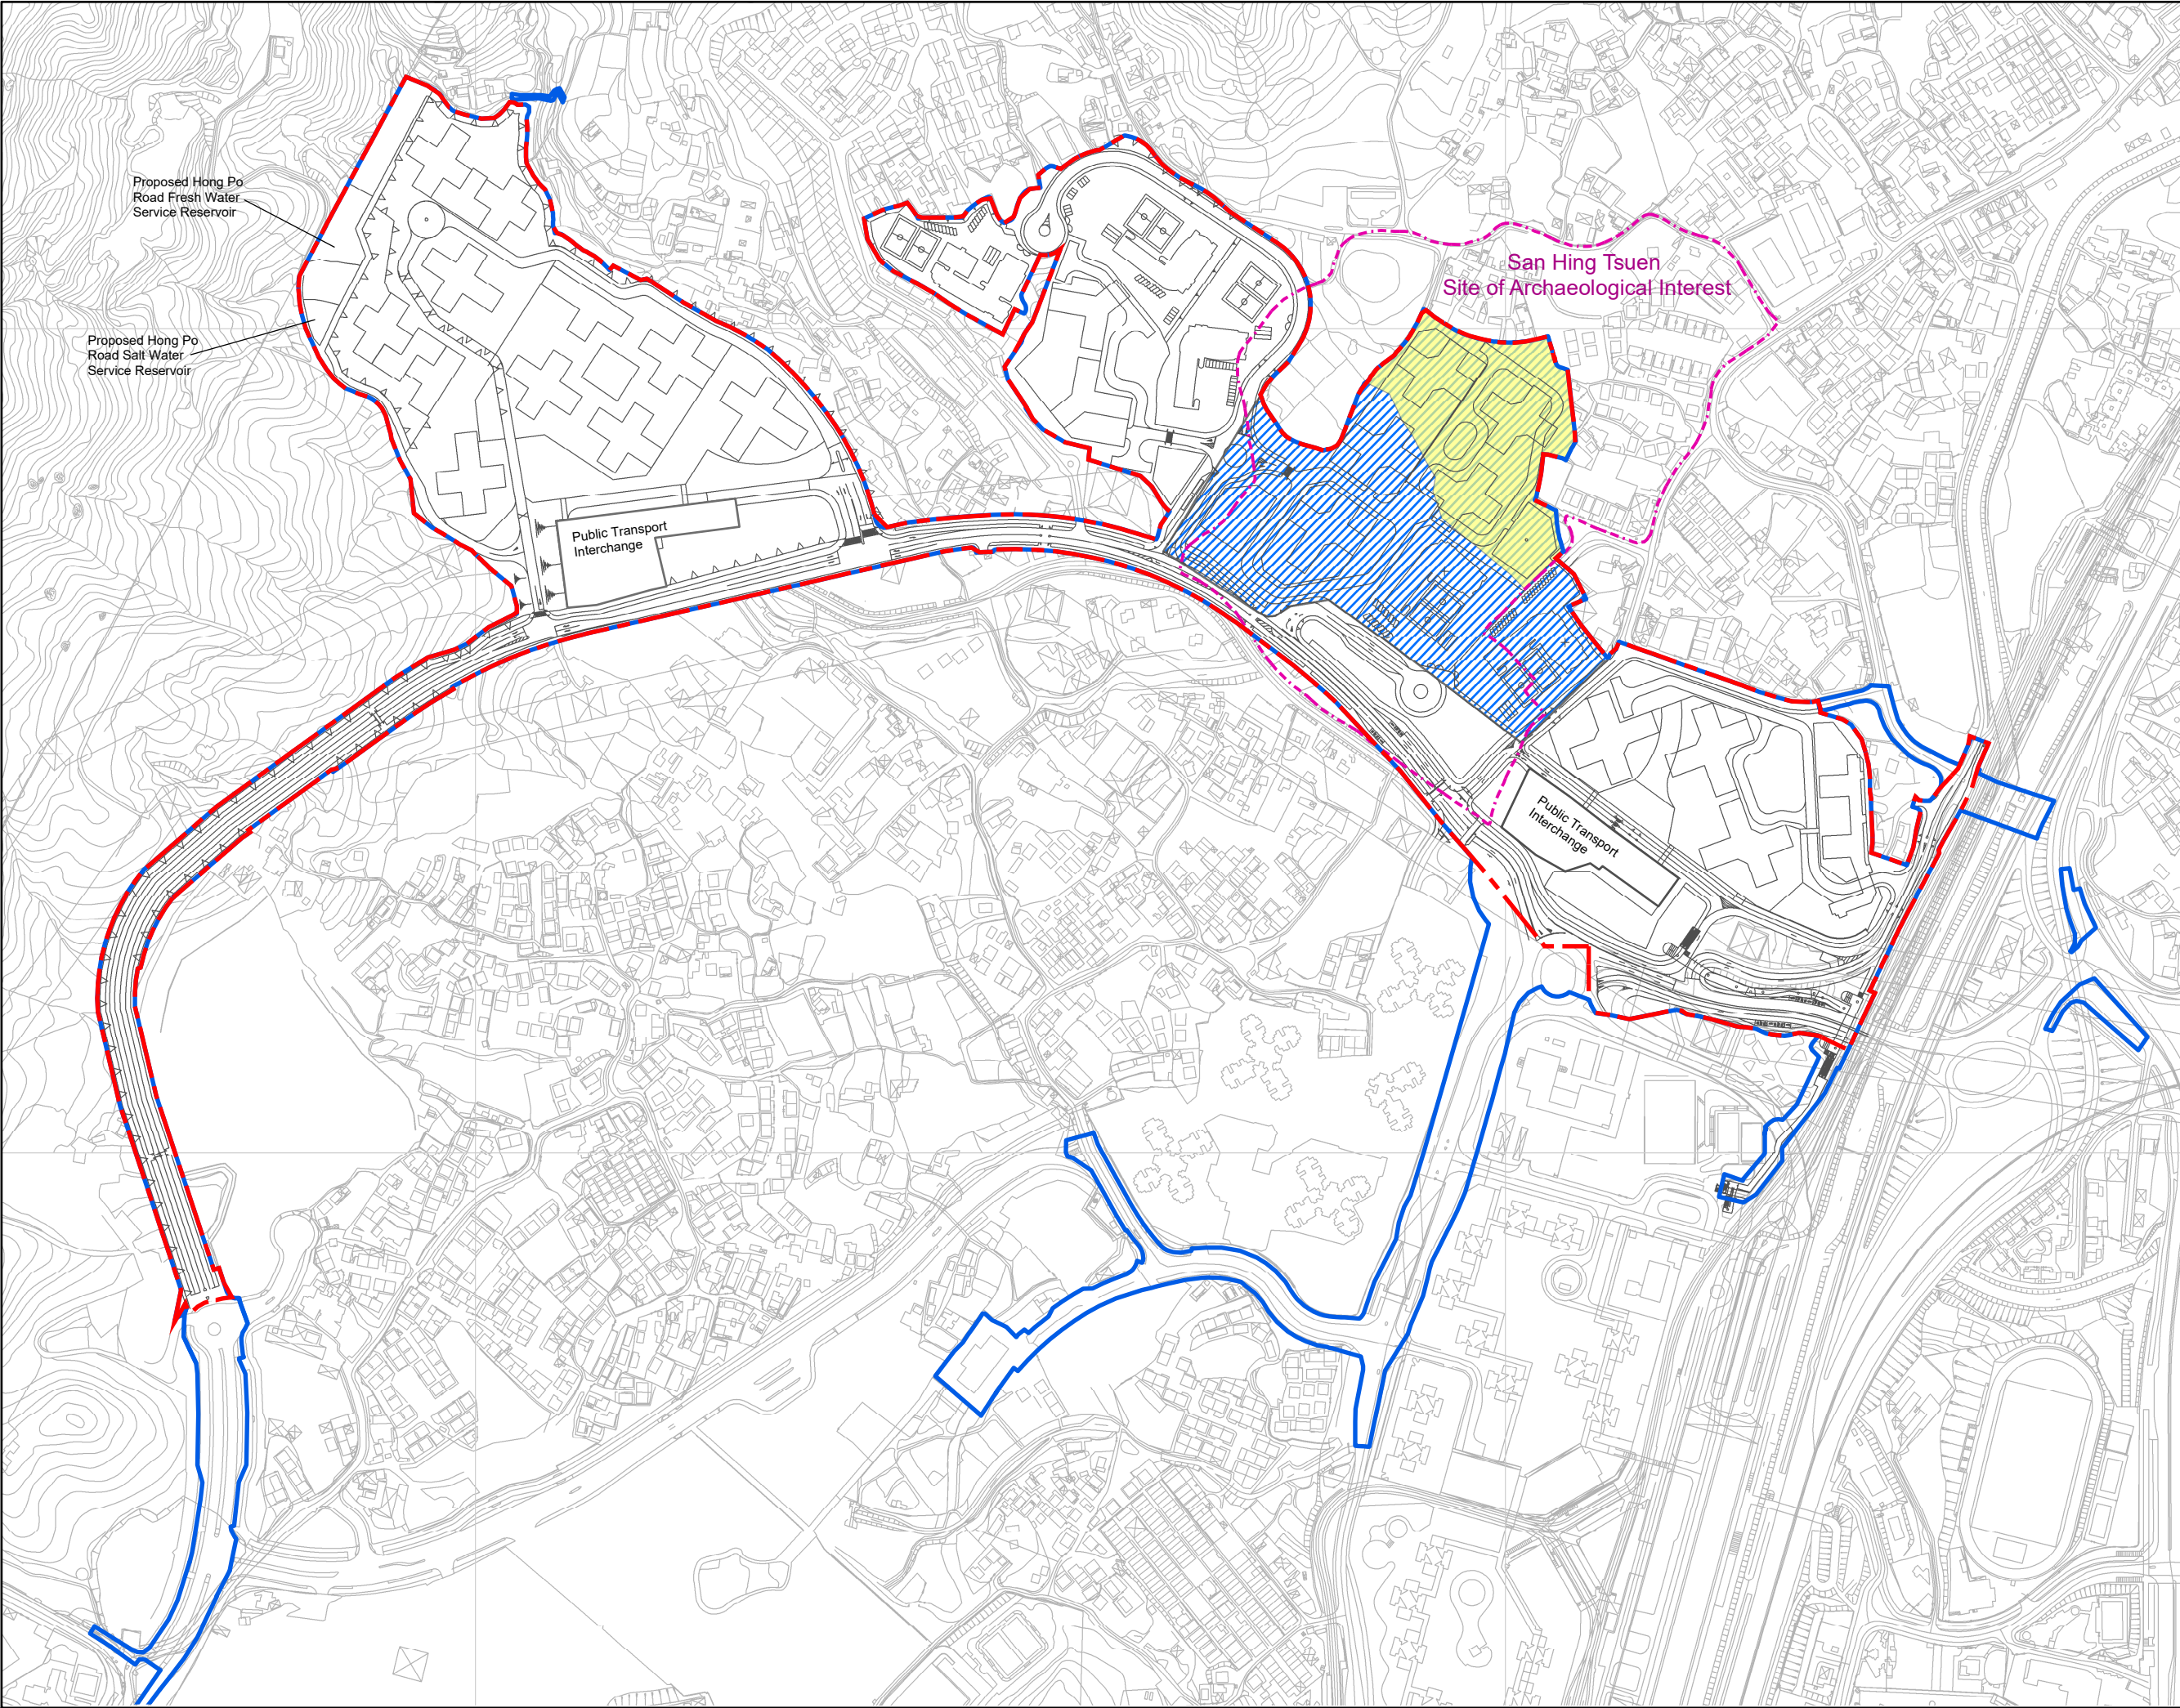 Proposed Hong Po
Road Fresh Water
Service Reservoir
San Hing Tsuen
Site of Archaeological Interest
Proposed Hong Po
Road Salt Water
Service Reservoir
Public Transport
Interchange
Public Transport
Interchange